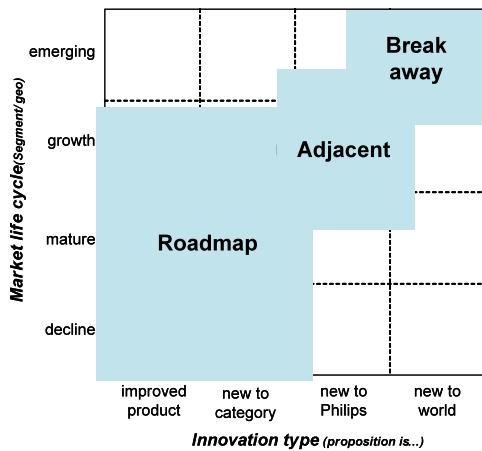 emerging
Break
away
growth
Adjacent
mature
Roadmap
decline
Market life cycle(Segment/geo)
improved
product
new to
category
new to
Philips
new to
world
Innovation type (proposition is...)